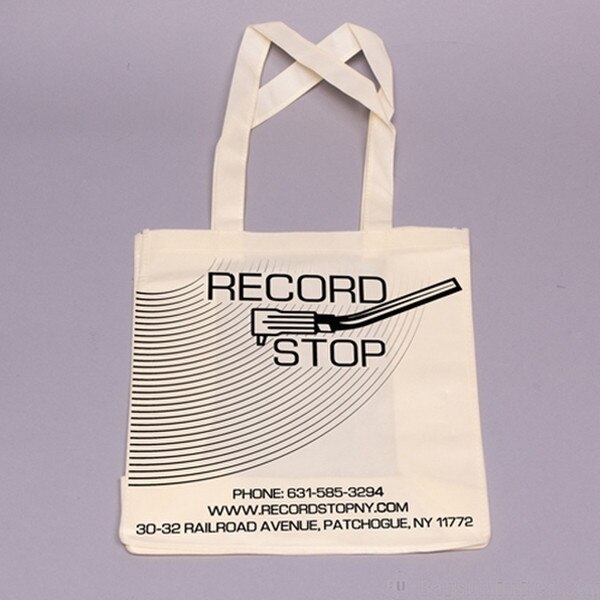 RECORD
STOP
PHONE: 631-585-3294
WWW.RECORDSTOPNY.COM
30-32 RAILROAD AVENUE, PATCHOGUE, NY 11772